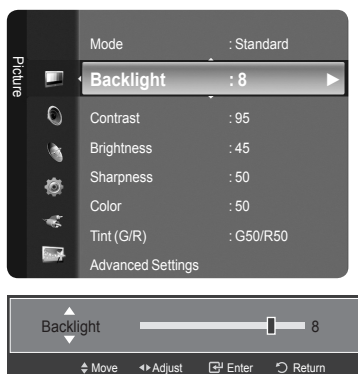 Picture
Mode : Standard
Backlight : 8
Contrast : 95
Brightness : 45
Sharpness : 50
Color : 50
Tint (G/R) : G50/R50
Advanced Settings
Backlight 8
Move Adjust Enter Return